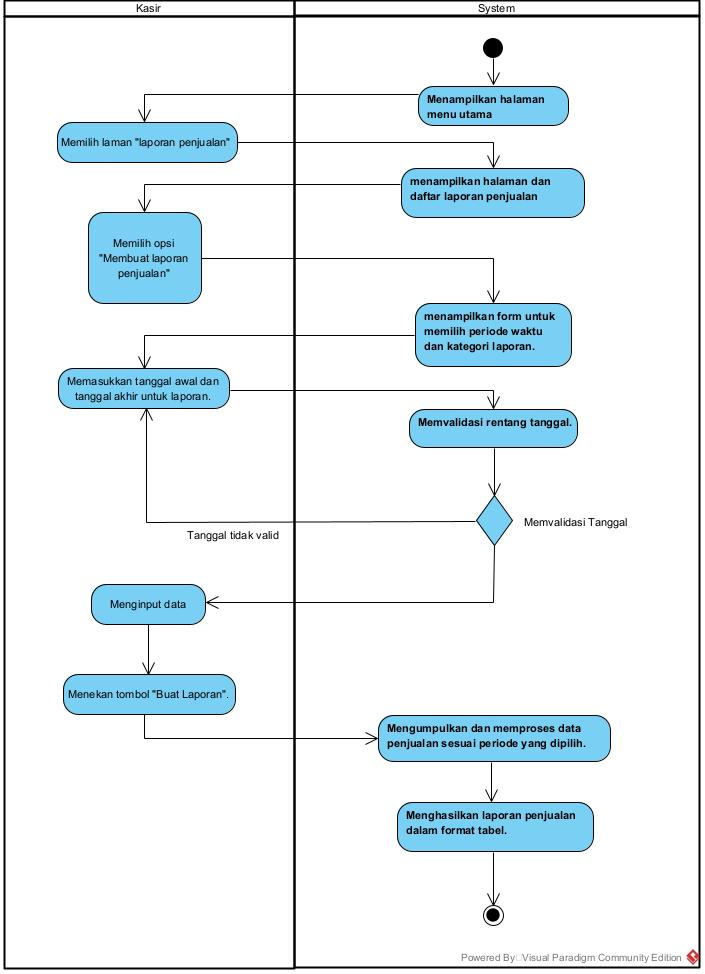 Kasir
System
Menampilkan halaman
menu utama
Memilih laman "laporan penjualan"
menampilkan halaman dan
daftar laporan penjualan
Memilih opsi
"Membuat laporan
penjualan"
menampilkan form untuk
memilih periode waktu
dan kategori laporan.
Memasukkan tanggal awal dan
tanggal akhir untuk laporan.
Memvalidasi rentang tanggal.
Memvalidasi Tanggal
Tanggal tidak valid
Menginput data
Menekan tombol "Buat Laporan".
Mengumpulkan dan memproses data
penjualan sesuai periode yang dipilih.
Menghasilkan laporan penjualan
dalam format tabel.
Powered By Visual Paradigm Community Edition